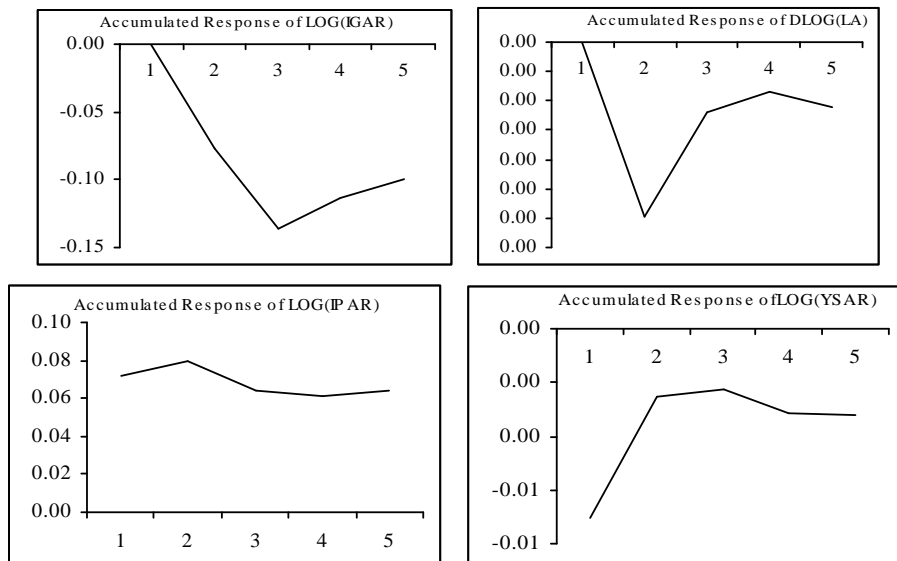 Accumulated Response of LOG(IGAR)
0.00
1 2 3 4 5
-0.05
-0.10
-0.15
Accumulated Response of DLOG(LA)
0.00
1 2 3 4 5
0.00
0.00
0.00
0.00
0.00
0.00
0.00
Accumulated Response of LOG(IPAR)
0.10
0.08
0.06
0.04
0.02
0.00
1 2 3 4 5
Accumulated Response ofLOG(YSAR)
0.00
1 2 3 4 5
0.00
0.00
-0.01
-0.01